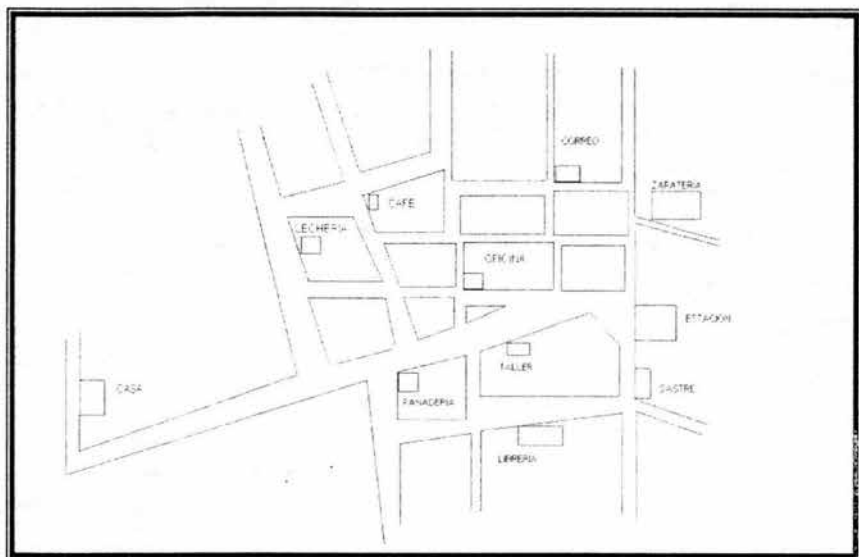 CORREO
ZAPATERIA
CAFE
LECHERIA
OFICINA
ESTACION
TALLER
CASA
SASTRE
PANADERIA
LIBRERIA